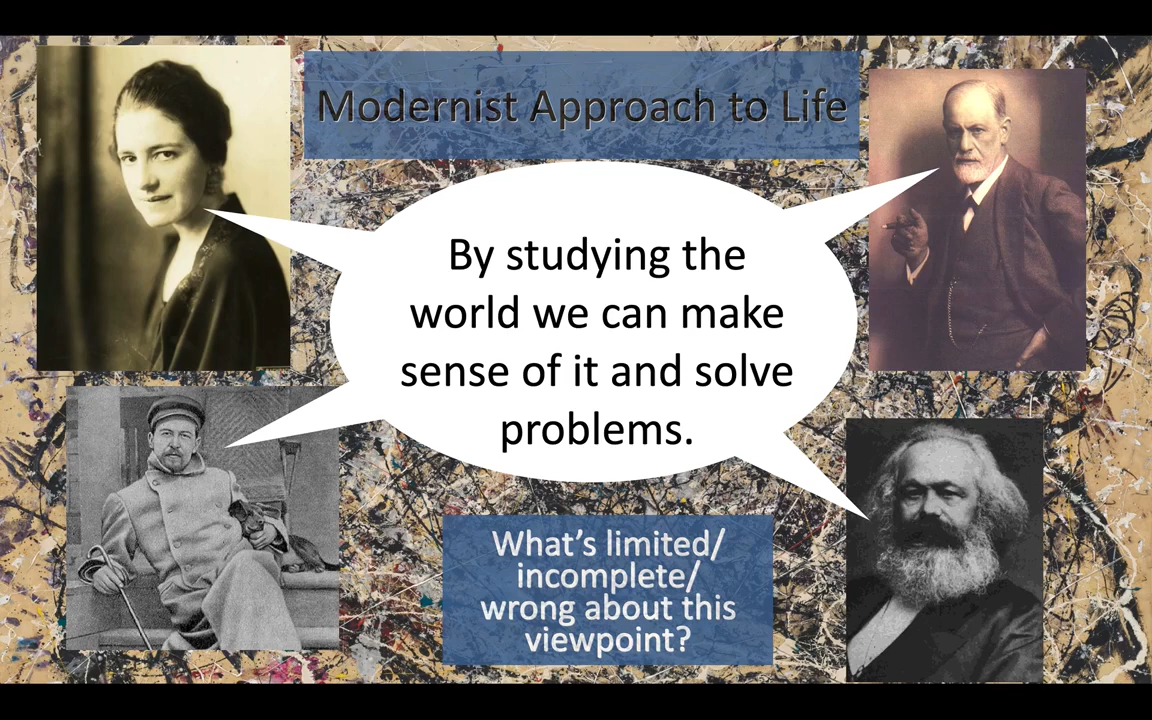 Modernist Approach to Life
By studying the
world we can make
sense of it and solve
problems.
What’s limited/
incomplete/
wrong about this
viewpoint?